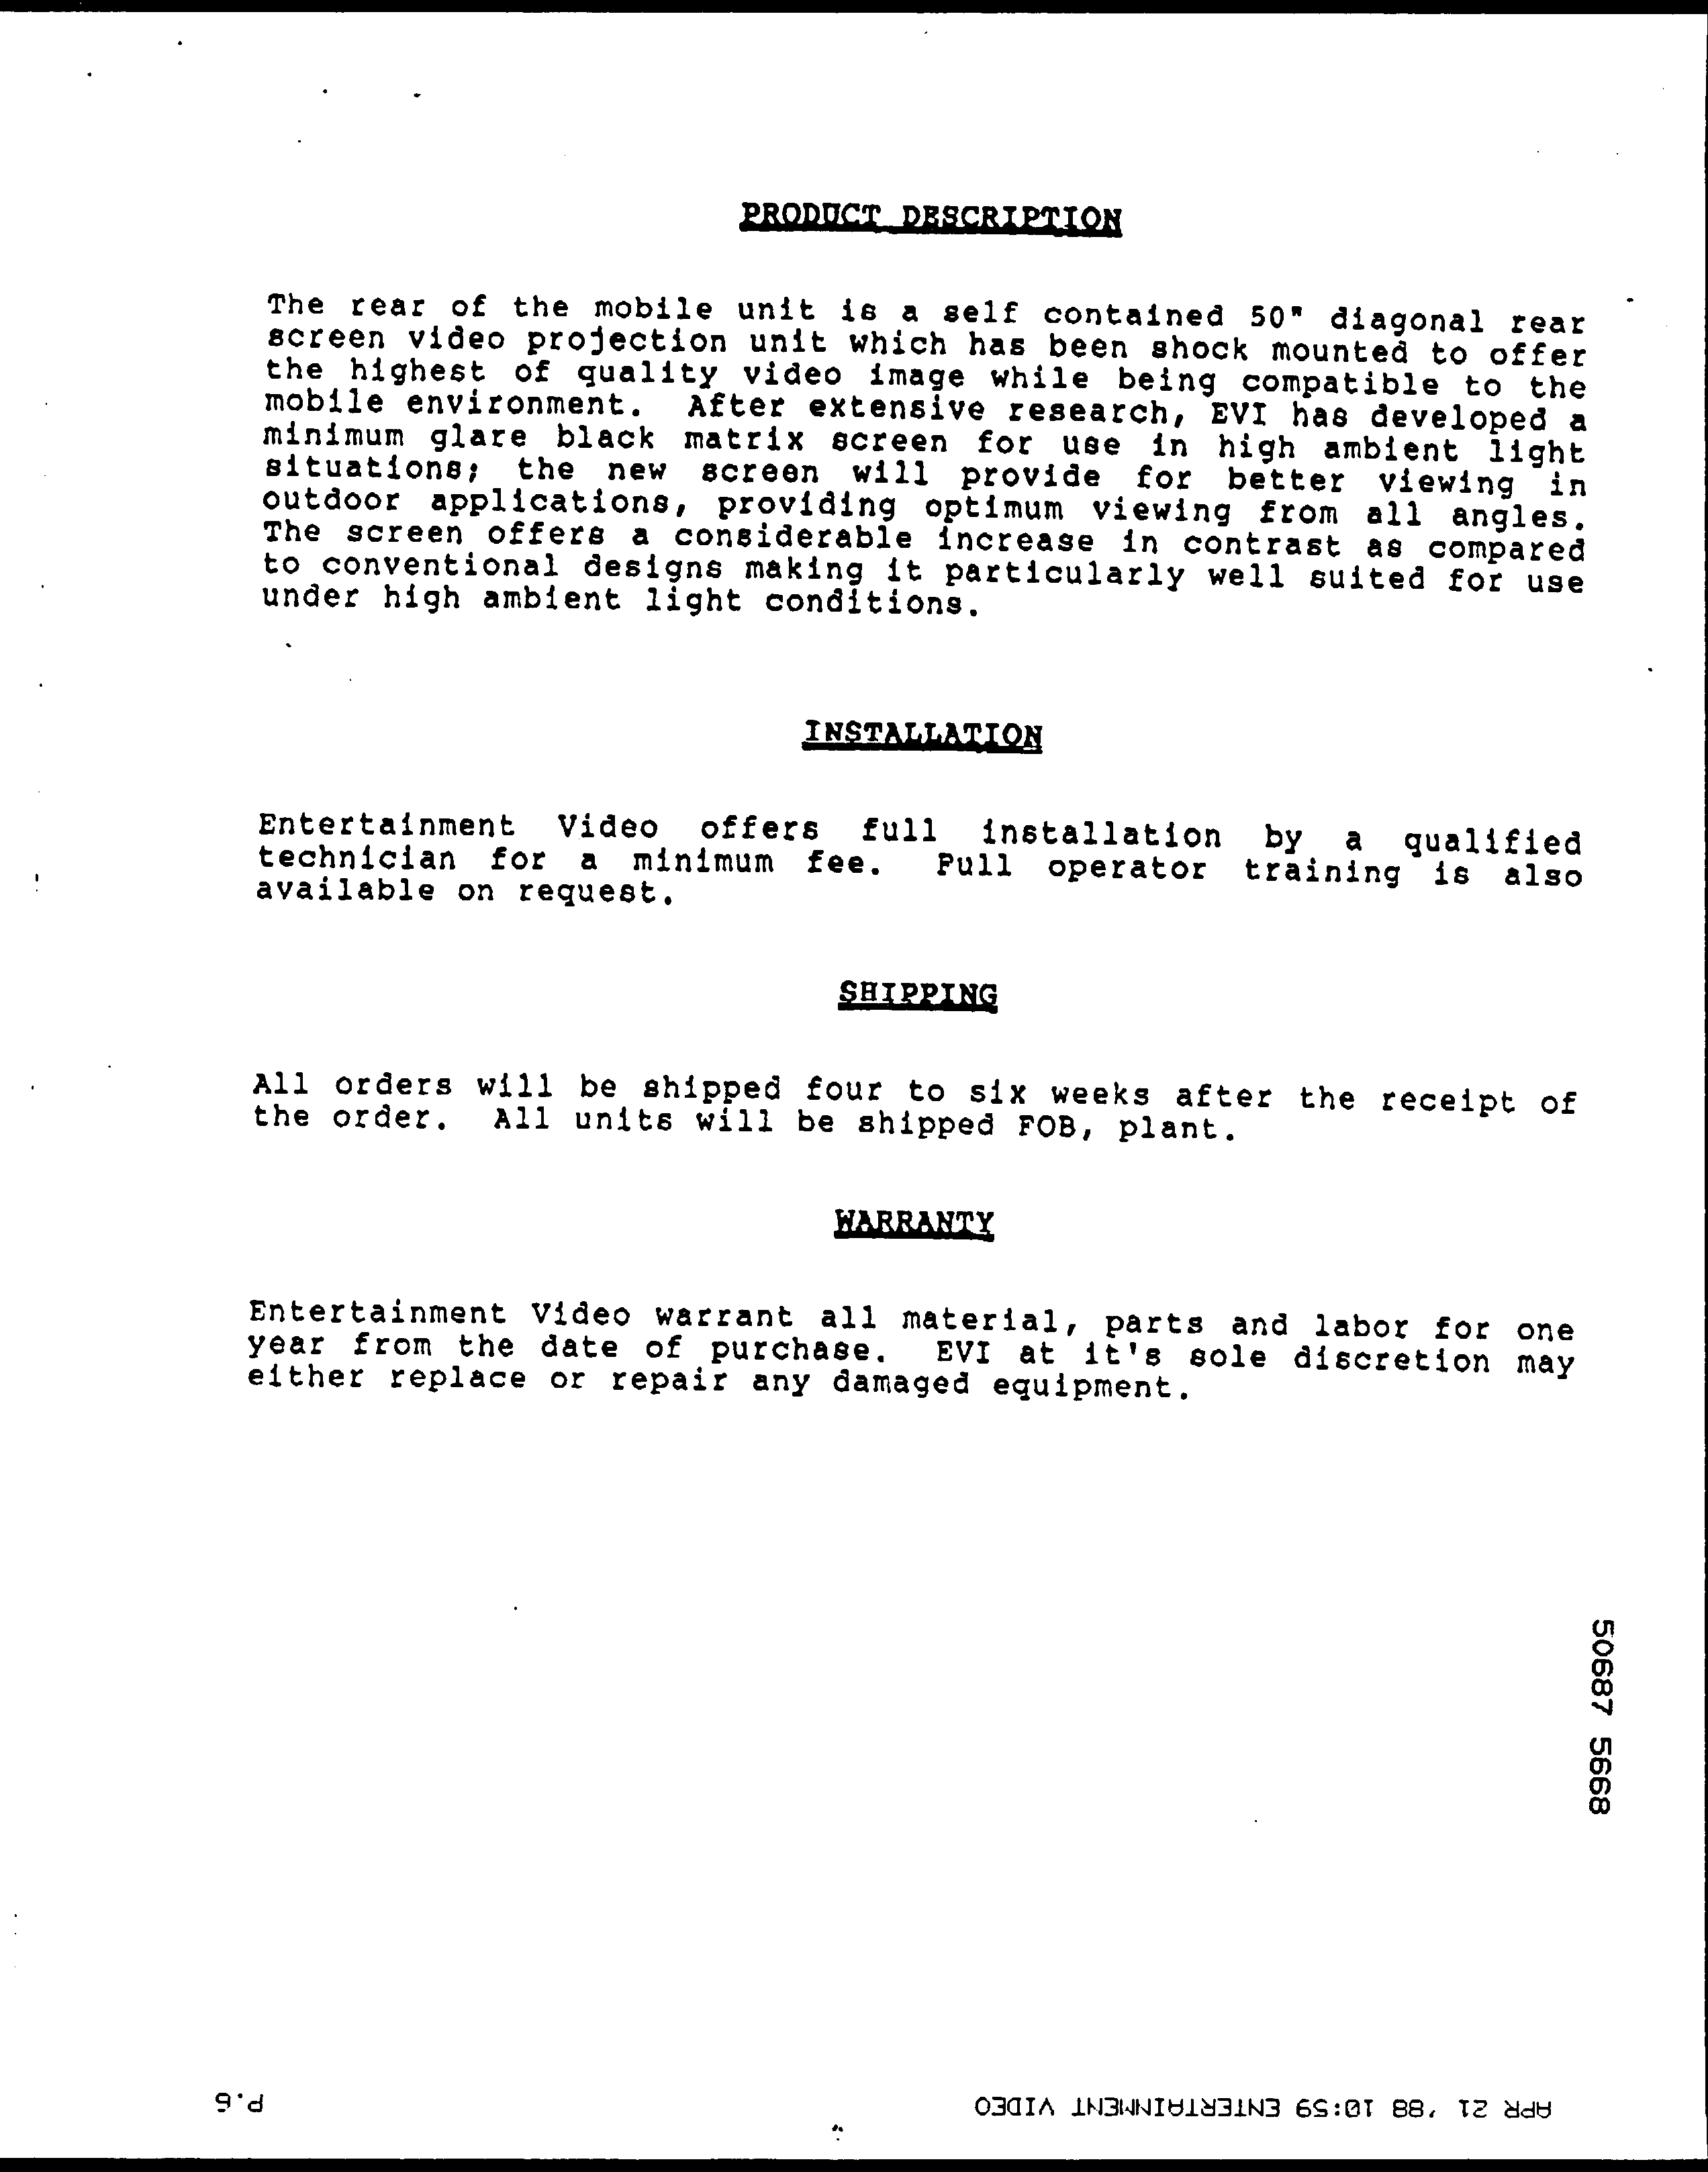 PRODUCT DESCRIPTION
The rear of the mobile unit is a self contained 50" diagonal rear
screen video projection unit which has been shock mounted to offer
the highest of quality video image while being compatible to the
mobile environment. After extensive research, EVI has developed a
minimum glare black matrix screen for use in high ambient light
situations; the new screen will provide for better viewing in
outdoor applications, providing optimum viewing from all angles.
The screen offers a considerable increase in contrast as compared
to conventional designs making it particularly well suited for use
under high ambient light conditions.
INSTALLATION
Entertainment Video offers full installation by a qualified
technician for a minimum fee. Full operator training is also
available on request.
SHIPPING
All orders will be shipped four to six weeks after the receipt of
the order. All units will be shipped FOB, plant.
WARRANTY
Entertainment Video warrant all material, parts and labor for one
year from the date of purchase. EVI at it's sole discretion may
either replace or repair any damaged equipment.
50687 5668
APR 21 '88 10:59 ENTERTAINMENT VIDEO
P.6